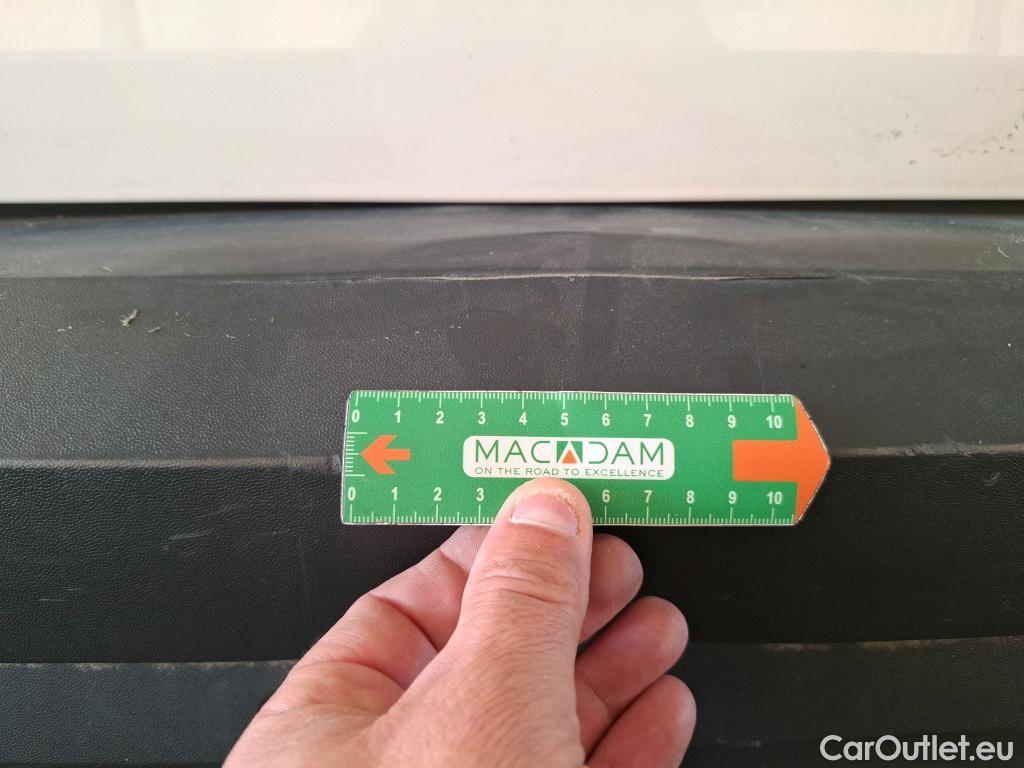 0 1 2 3 4 5 6 7 8 9 10
MACADAM
ON THE ROAD TO EXCELLENCE
0 1 2 3 6 7 8 9 10
CarOutlet.eu